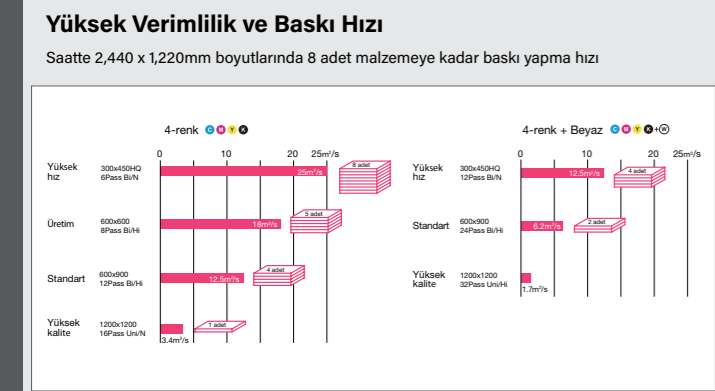 Yüksek Verimlilik ve Baskı Hızı
Saatte 2,440 x 1,220mm boyutlarında 8 adet malzemeye kadar baskı yapma hızı
4-renk C M Y K
0 10 20 25m²/s
Yüksek hız
300x450HQ
6Pass Bi/N
25m²/s
8 adet
Üretim
600x600
8Pass Bi/Hi
18m²/s
5 adet
Standart
600x900
12Pass Bi/Hi
12.5m²/s
4 adet
Yüksek kalite
1200x1200
16Pass Uni/N
3.4m²/s
1 adet
4-renk + Beyaz C M Y K+W
0 10 20 25m²/s
Yüksek hız
300x450HQ
12Pass Bi/N
12.5m²/s
4 adet
Standart
600x900
24Pass Bi/Hi
6.2m²/s
2 adet
Yüksek kalite
1200x1200
32Pass Uni/Hi
1.7m²/s